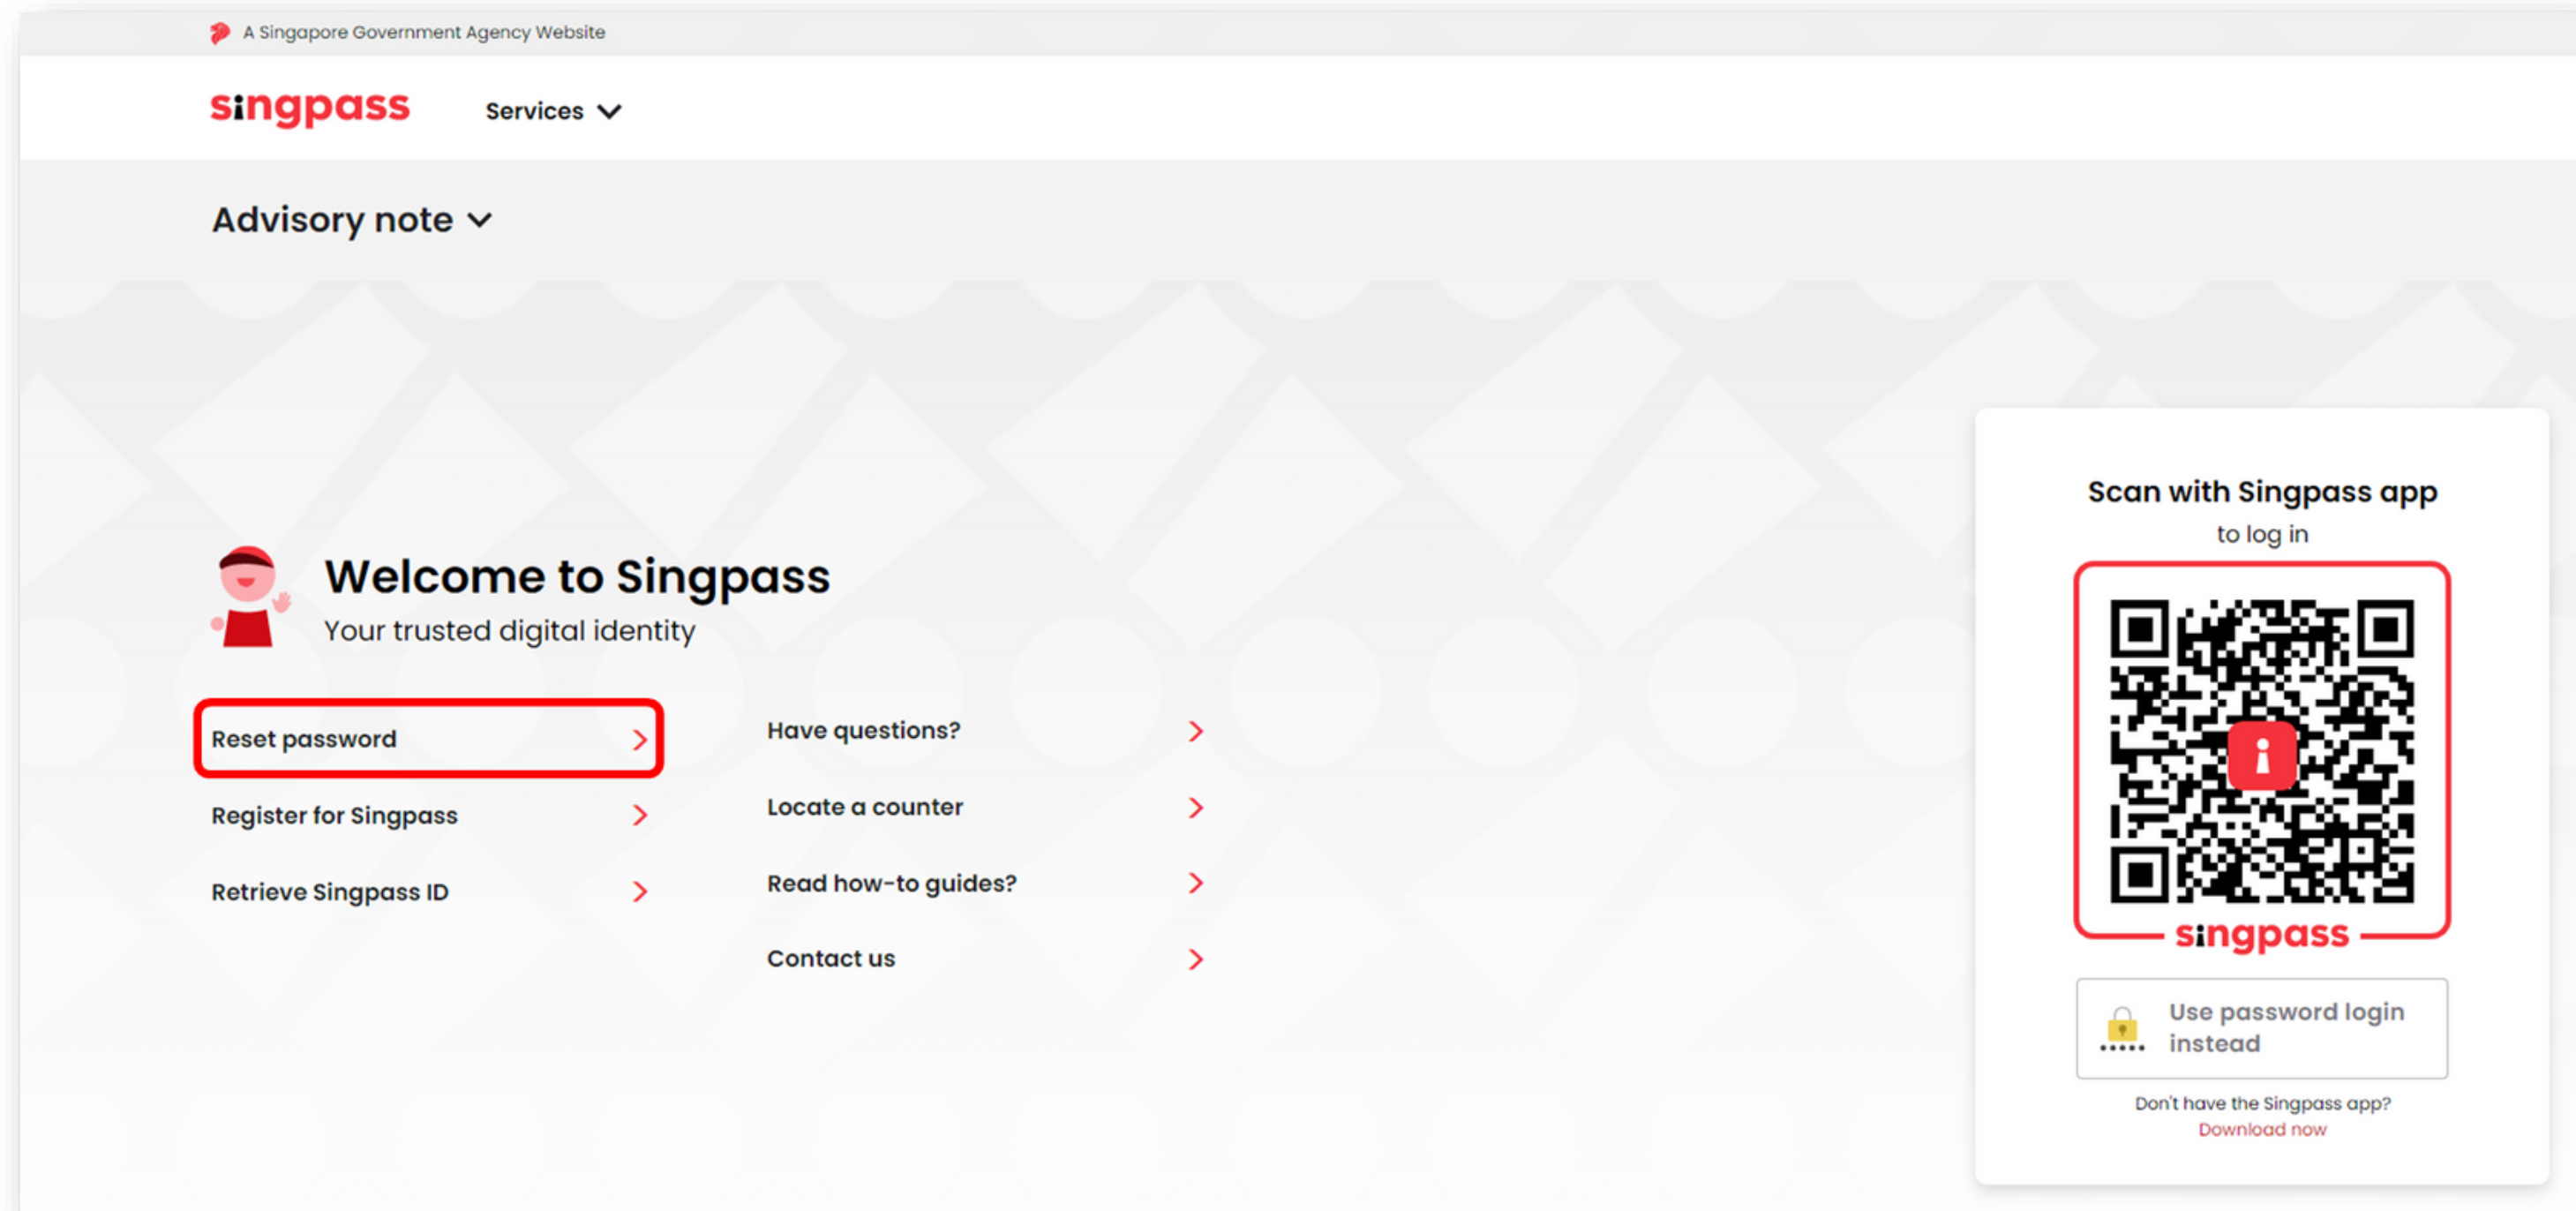 A Singapore Government Agency Website
singpass
Services
Advisory note
Welcome to Singpass
Your trusted digital identity
Reset password
Register for Singpass
Retrieve Singpass ID
Have questions?
Locate a counter
Read how-to guides?
Contact us
Scan with Singpass app
to log in
singpass
Use password login
instead
Don't have the Singpass app?
Download now